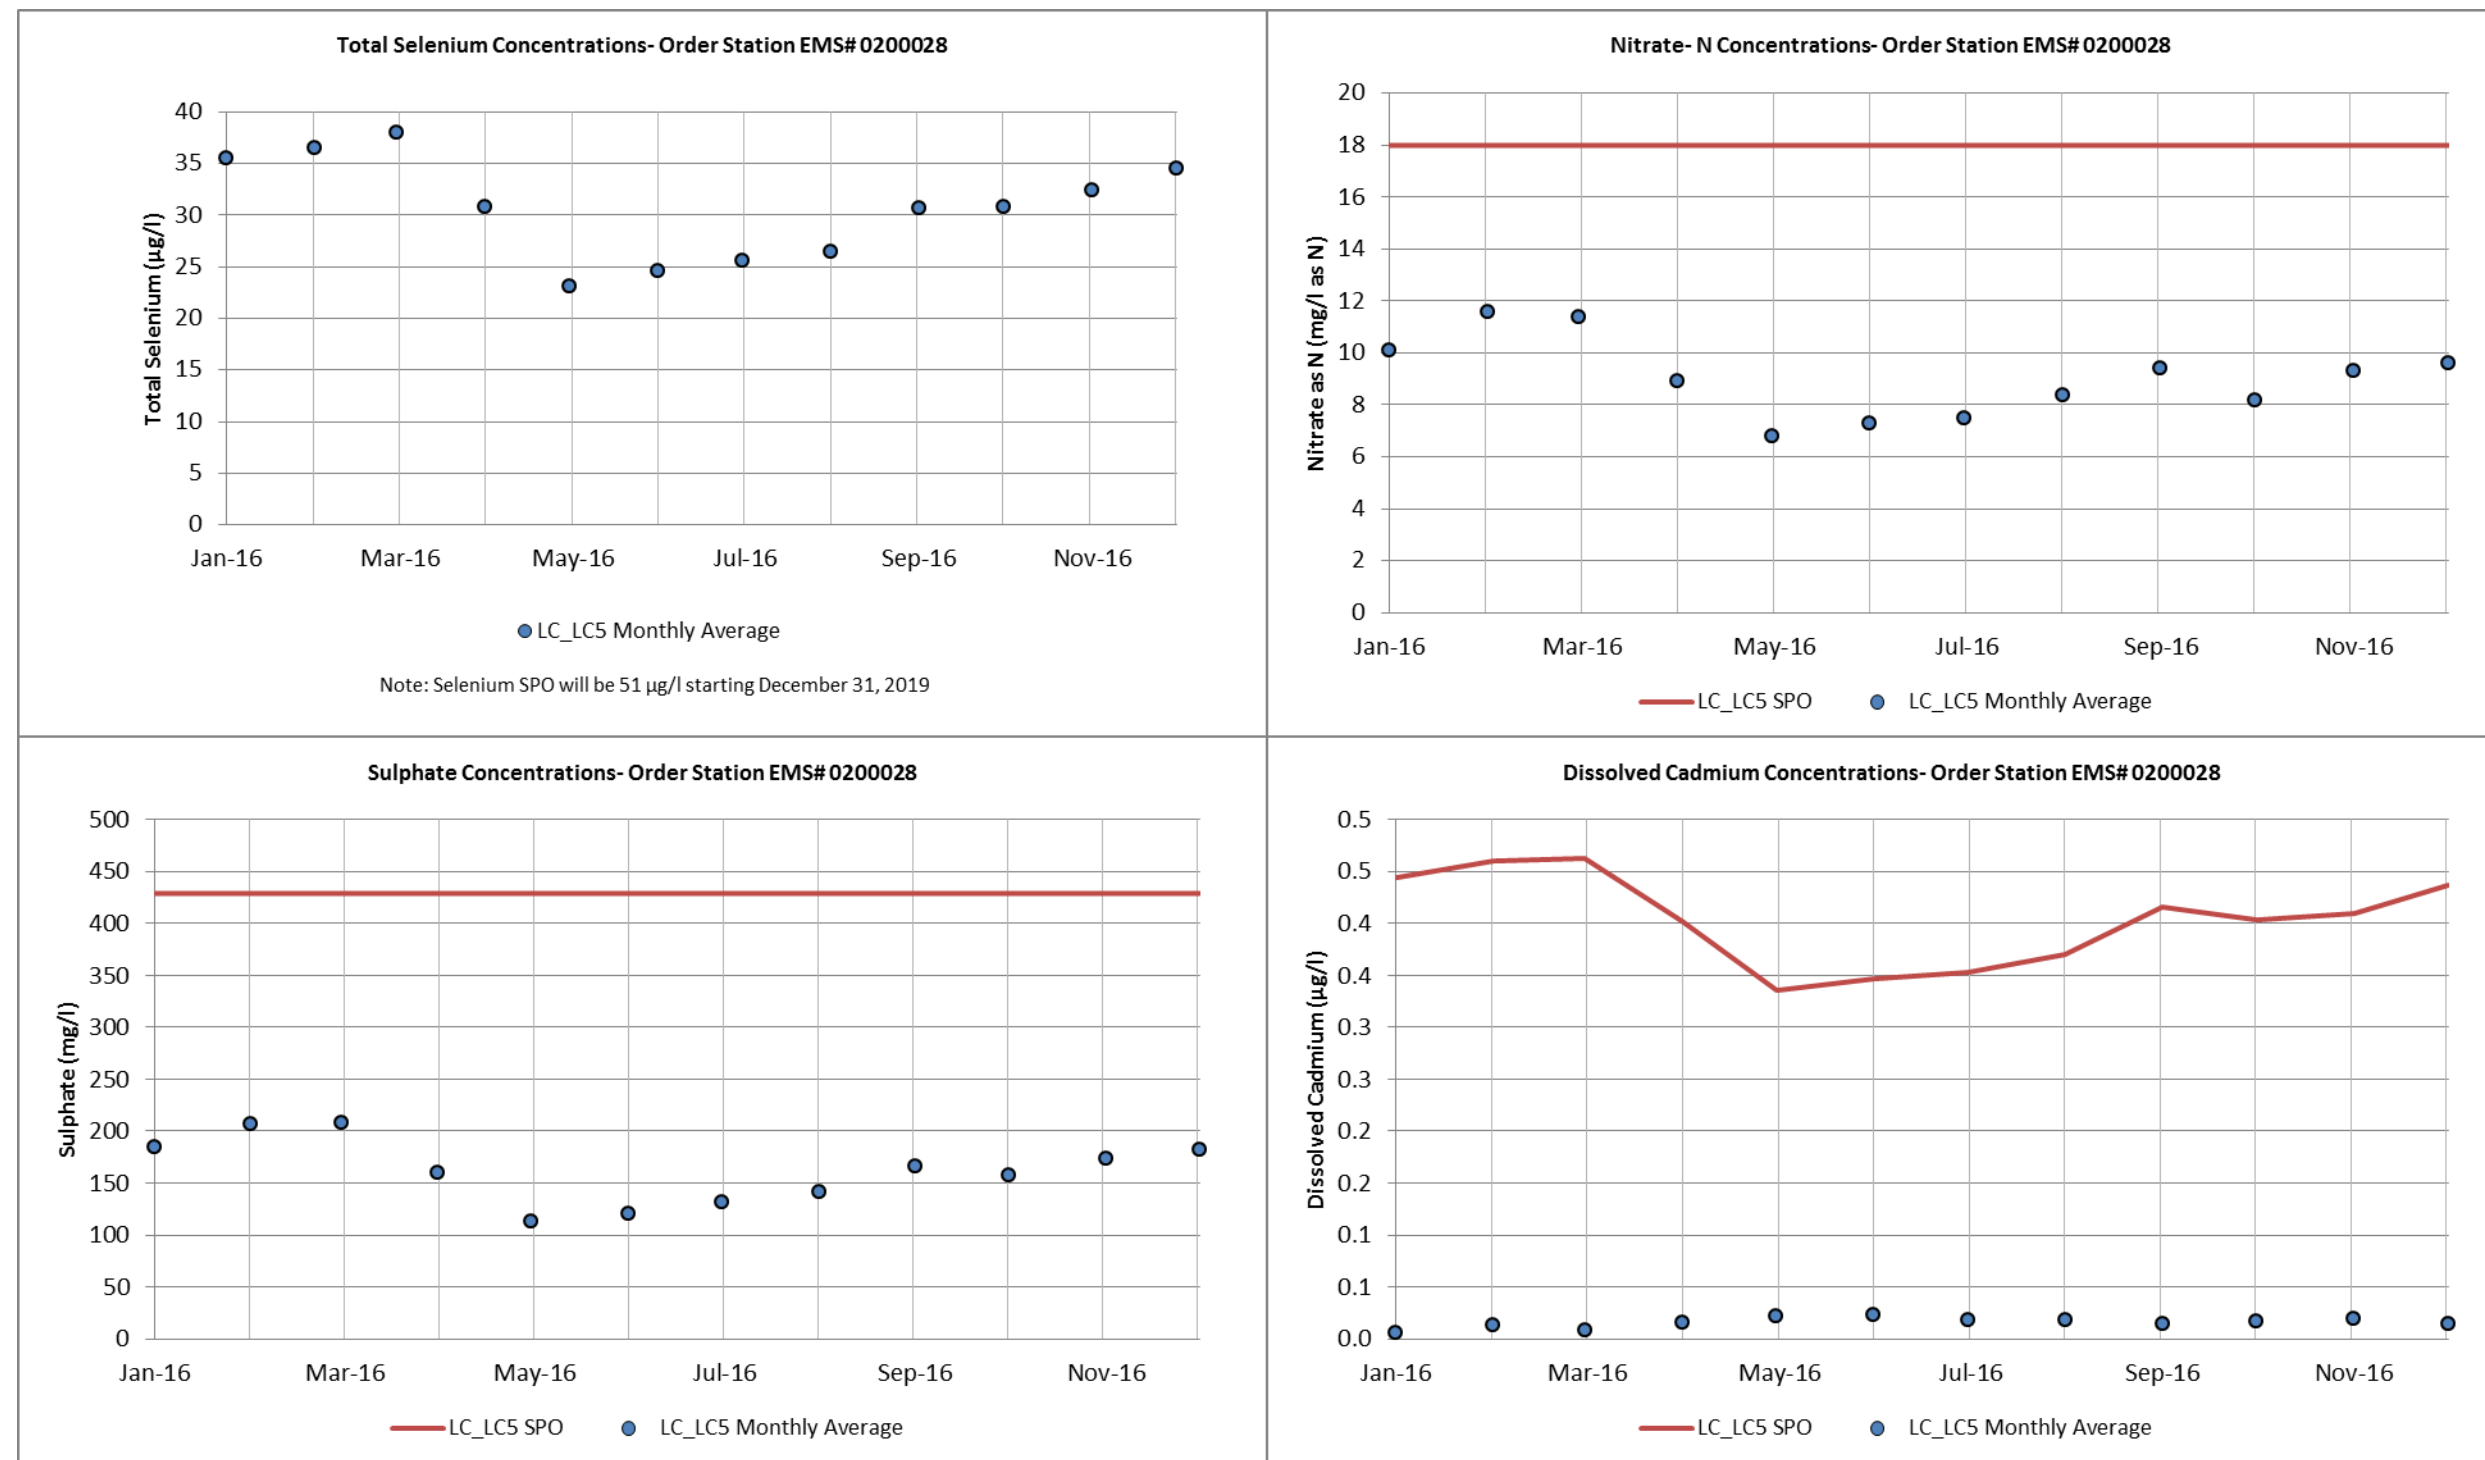 Total Selenium Concentrations- Order Station EMS# 0200028
Total Selenium (µg/l)
40
35
30
25
20
15
10
5
0
Jan-16 Mar-16 May-16 Jul-16 Sep-16 Nov-16
LC_LC5 Monthly Average
Note: Selenium SPO will be 51 µg/l starting December 31, 2019
Nitrate- N Concentrations- Order Station EMS# 0200028
Nitrate as N (mg/l as N)
20
18
16
14
12
10
8
6
4
2
0
Jan-16 Mar-16 May-16 Jul-16 Sep-16 Nov-16
LC_LC5 SPO LC_LC5 Monthly Average
Sulphate Concentrations- Order Station EMS# 0200028
Sulphate (mg/l)
500
450
400
350
300
250
200
150
100
50
0
Jan-16 Mar-16 May-16 Jul-16 Sep-16 Nov-16
LC_LC5 SPO LC_LC5 Monthly Average
Dissolved Cadmium Concentrations- Order Station EMS# 0200028
Dissolved Cadmium (µg/l)
0.5
0.5
0.4
0.4
0.3
0.3
0.2
0.2
0.1
0.1
0.0
Jan-16 Mar-16 May-16 Jul-16 Sep-16 Nov-16
LC_LC5 SPO LC_LC5 Monthly Average